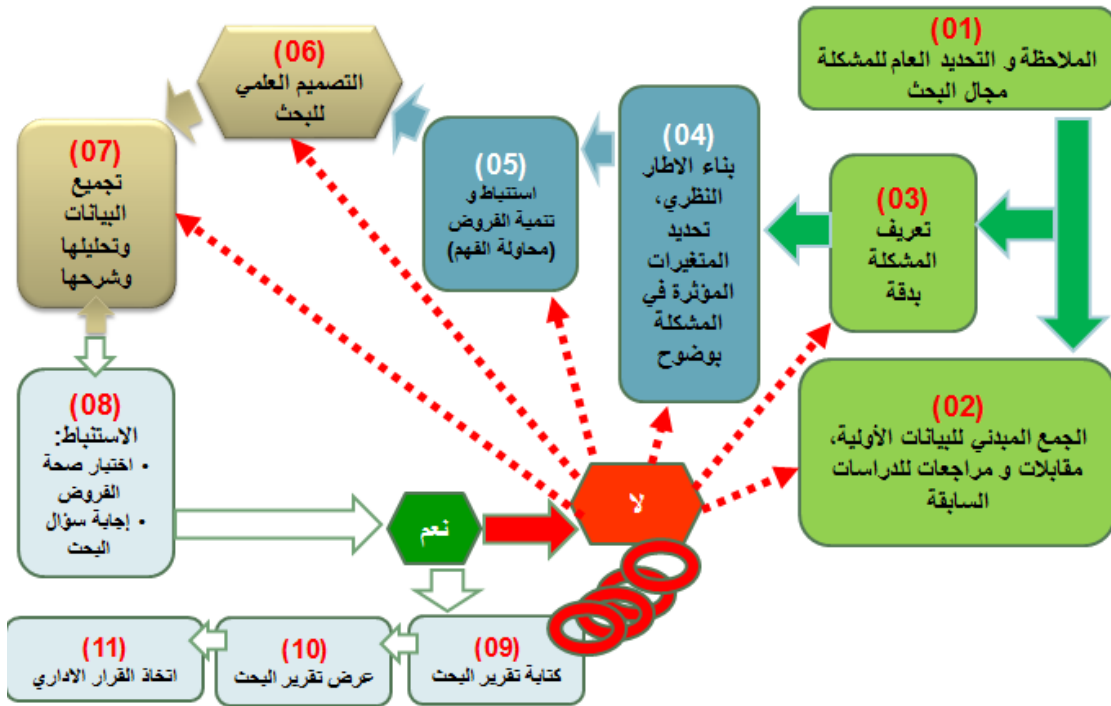 (01)
الملاحظة و التحديد العام للمشكلة
مجال البحث
(02)
الجمع المبدئي للبيانات الأولية،
مقابلات و مراجعات للدراسات
السابقة
(03)
تعريف
المشكلة
بدقة
(04)
بناء الاطار
النظري،
تحديد
المتغيرات
المؤثرة في
المشكلة
بوضوح
(05)
استنباط و
تنمية الفروض
(محاولة الفهم)
(06)
التصميم العلمي
للبحث
(07)
تجميع
البيانات
وتحليلها
وشرحها
(08)
الاستنباط:
• اختبار صحة
الفروض
• إجابة سؤال
البحث
نعم
لا
(09)
كتابة تقرير البحث
(10)
عرض تقرير البحث
(11)
اتخاذ القرار الاداري